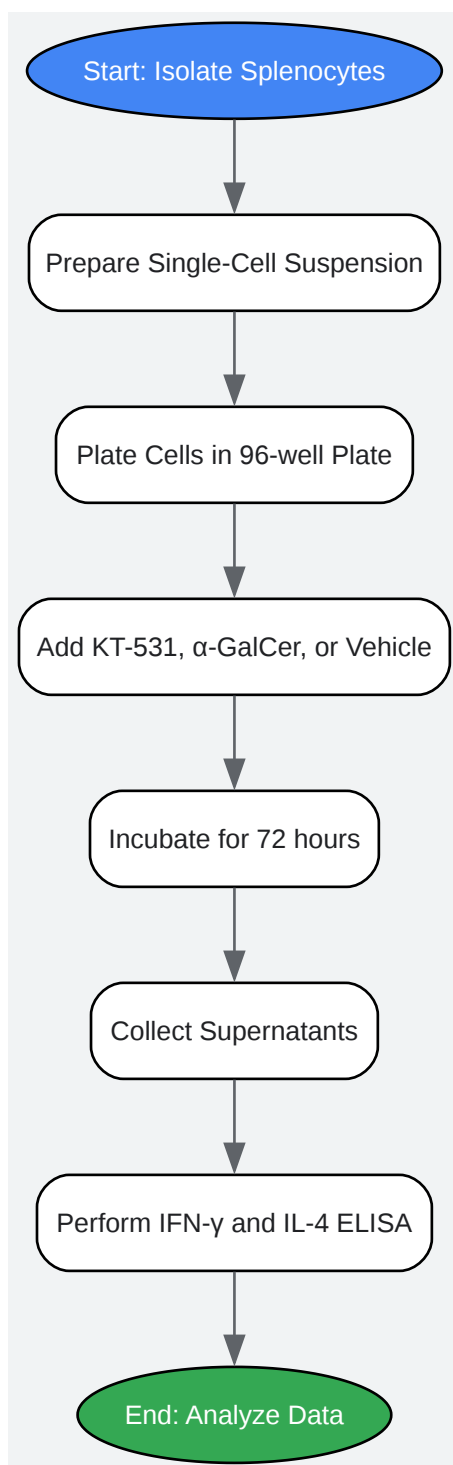 Start: Isolate Splenocytes
Prepare Single-Cell Suspension
Plate Cells in 96-well Plate
Add KT-531, α-GalCer, or Vehicle
Incubate for 72 hours
Collect Supernatants
Perform IFN-γ and IL-4 ELISA
End: Analyze Data